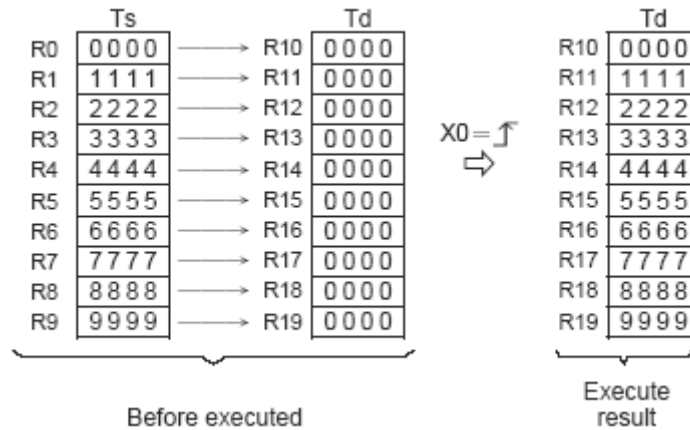 Ts Td Td
R0 0000 R10 0000 R10 0000
R1 1111 R11 0000 R11 1111
R2 2222 R12 0000 R12 2222
R3 3333 R13 0000 X0= R13 3333
R4 4444 R14 0000 R14 4444
R5 5555 R15 0000 R15 5555
R6 6666 R16 0000 R16 6666
R7 7777 R17 0000 R17 7777
R8 8888 R18 0000 R18 8888
R9 9999 R19 0000 R19 9999
Before executed
Execute
result